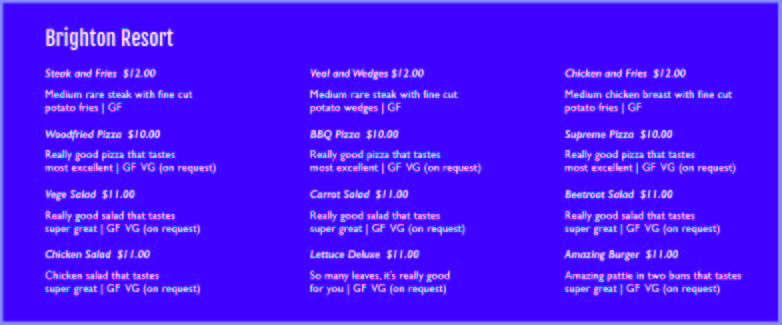 Brighton Resort
Steak and Fries $12.00
Medium rare steak with fine cut
potato fries | GF
Woodfried Pizza $10.00
Really good pizza that tastes
most excellent | GF VG (on request)
Vege Salad $11.00
Really good salad that tastes
super great | GF VG (on request)
Chicken Salad $11.00
Chicken salad that tastes
super great | GF VG (on request)
Veal and Wedges $12.00
Medium rare steak with fine cut
potato wedges | GF
BBQ Pizza $10.00
Really good pizza that tastes
most excellent | GF VG (on request)
Carrot Salad $11.00
Really good salad that tastes
super great | GF VG (on request)
Lettuce Deluxe $11.00
So many leaves, it's really good
for you | GF VG (on request)
Chicken and Fries $12.00
Medium chicken breast with fine cut
potato fries | GF
Supreme Pizza $10.00
Really good pizza that tastes
most excellent | GF VG (on request)
Beetroot Salad $11.00
Really good salad that tastes
super great | GF VG (on request)
Amazing Burger $11.00
Amazing pattie in two buns that tastes
super great | GF VG (on request)